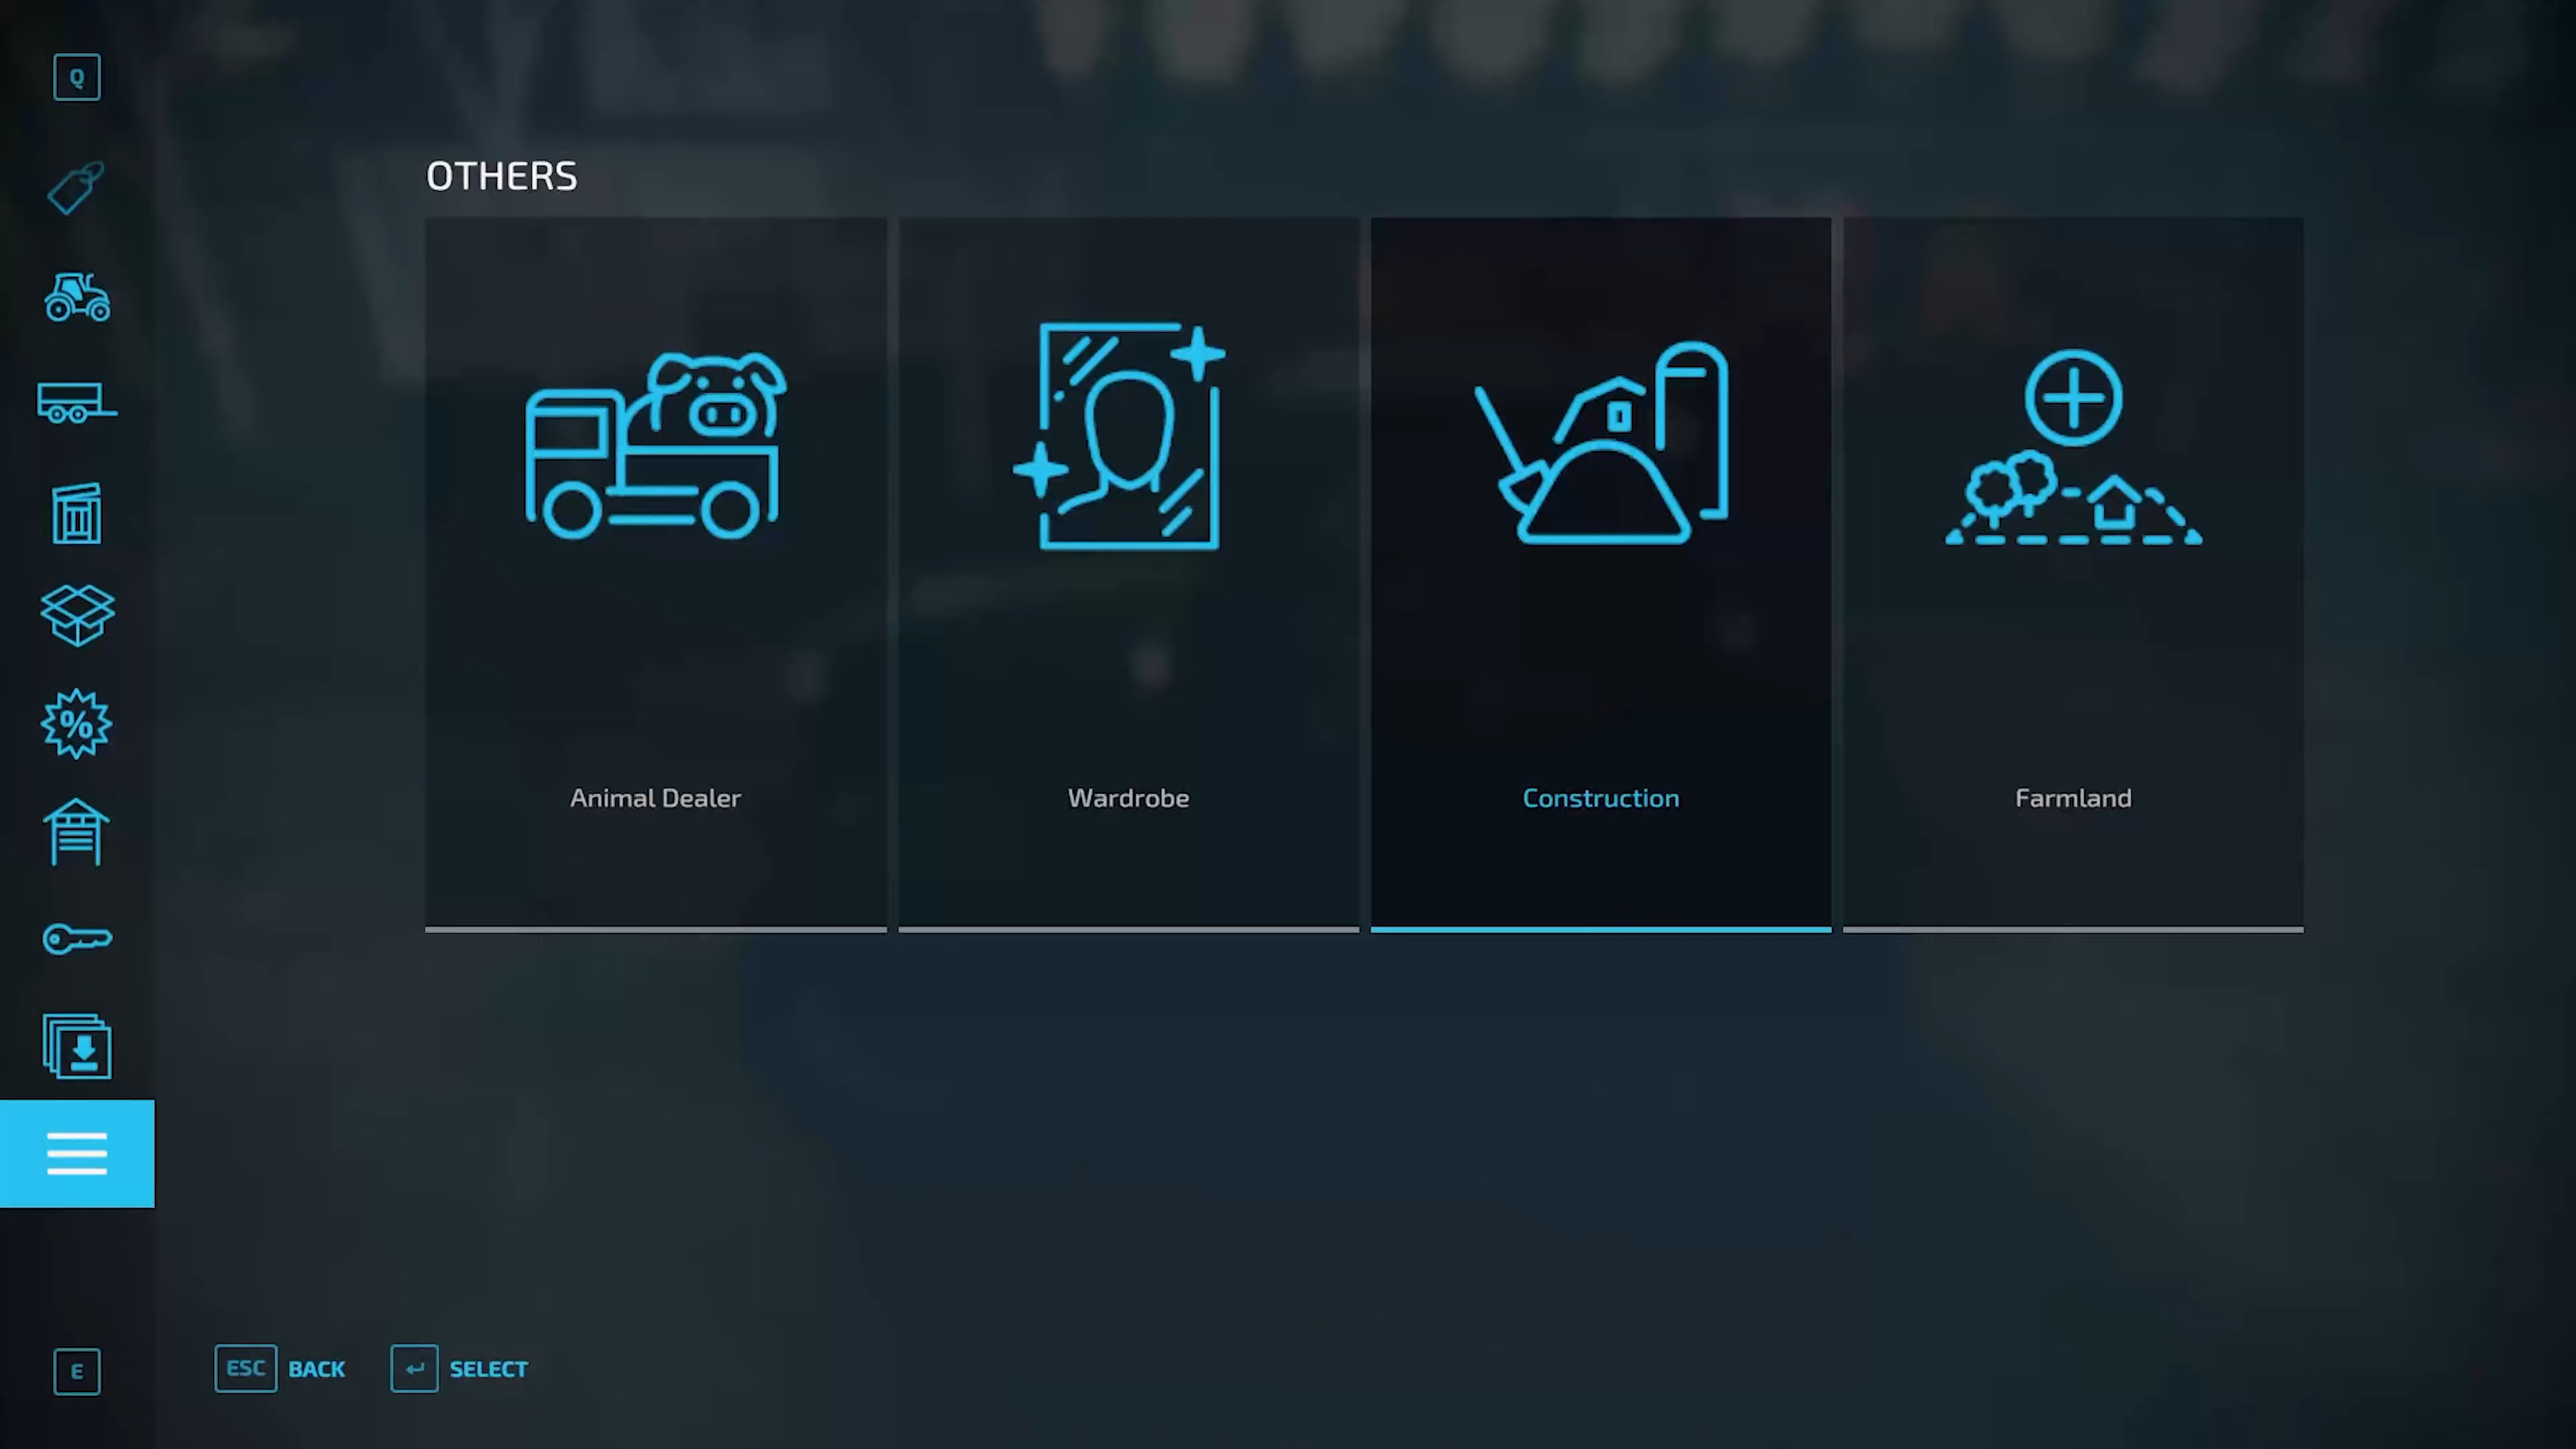 Q
OTHERS
%
Animal Dealer
Wardrobe
Construction
Farmland
E
ESC BACK
↵ SELECT